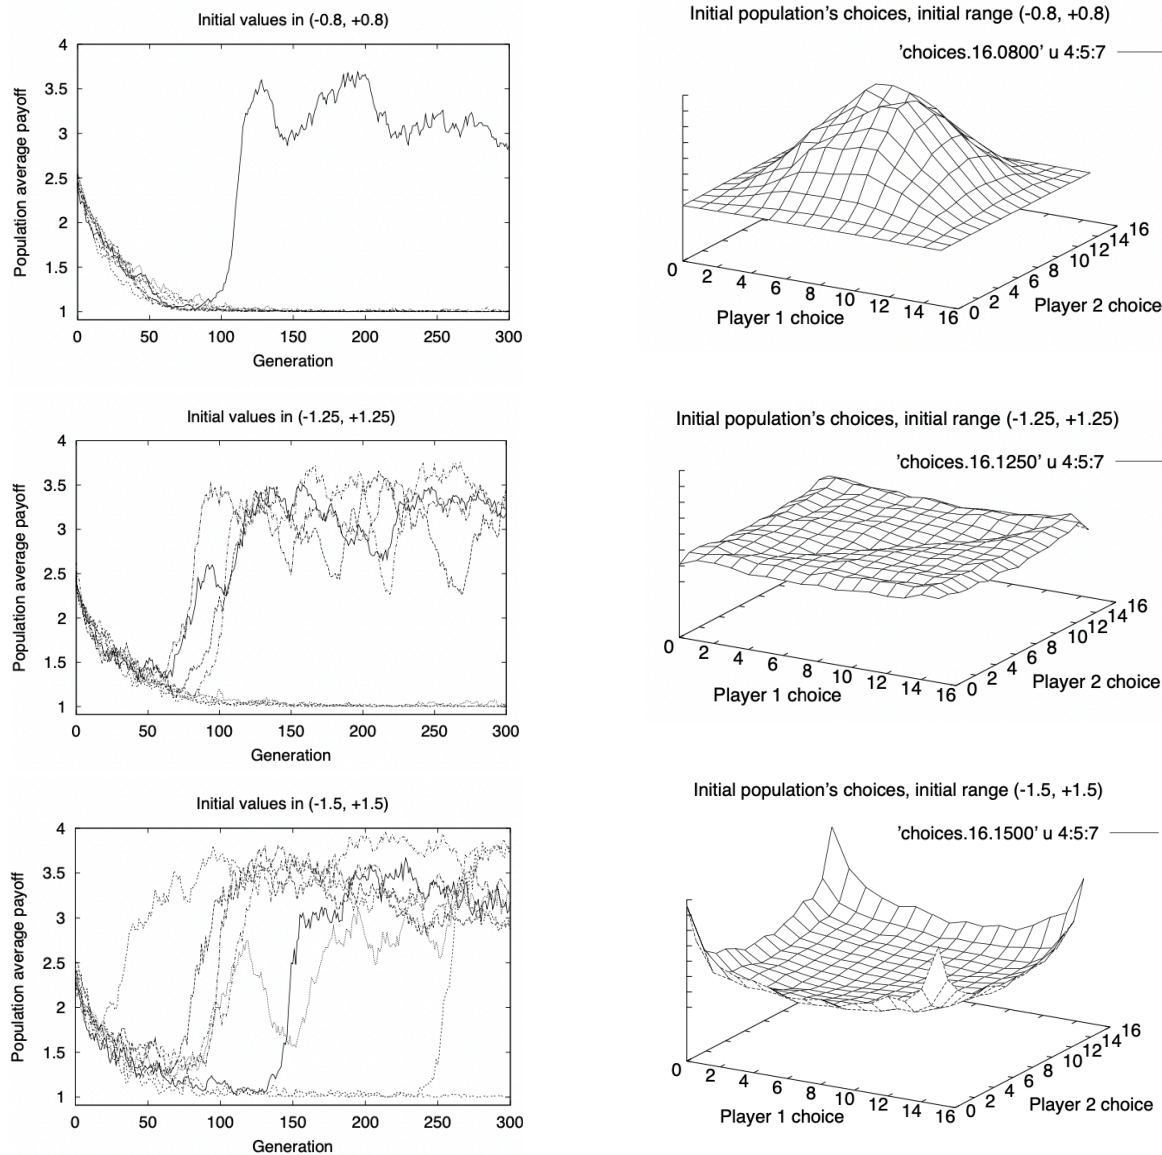 Initial values in (-0.8, +0.8)
4
3.5
3
2.5
2
1.5
1
Population average payoff
0 50 100 150 200 250 300
Generation
Initial population's choices, initial range (-0.8, +0.8)
'choices.16.0800' u 4:5:7
0 2 4 6 8 10 12 14 16
Player 1 choice
0 2 4 6 8 10 12 14 16
Player 2 choice
Initial values in (-1.25, +1.25)
4
3.5
3
2.5
2
1.5
1
Population average payoff
0 50 100 150 200 250 300
Generation
Initial population's choices, initial range (-1.25, +1.25)
'choices.16.1250' u 4:5:7
0 2 4 6 8 10 12 14 16
Player 1 choice
0 2 4 6 8 10 12 14 16
Player 2 choice
Initial values in (-1.5, +1.5)
4
3.5
3
2.5
2
1.5
1
Population average payoff
0 50 100 150 200 250 300
Generation
Initial population's choices, initial range (-1.5, +1.5)
'choices.16.1500' u 4:5:7
0 2 4 6 8 10 12 14 16
Player 1 choice
0 2 4 6 8 10 12 14 16
Player 2 choice